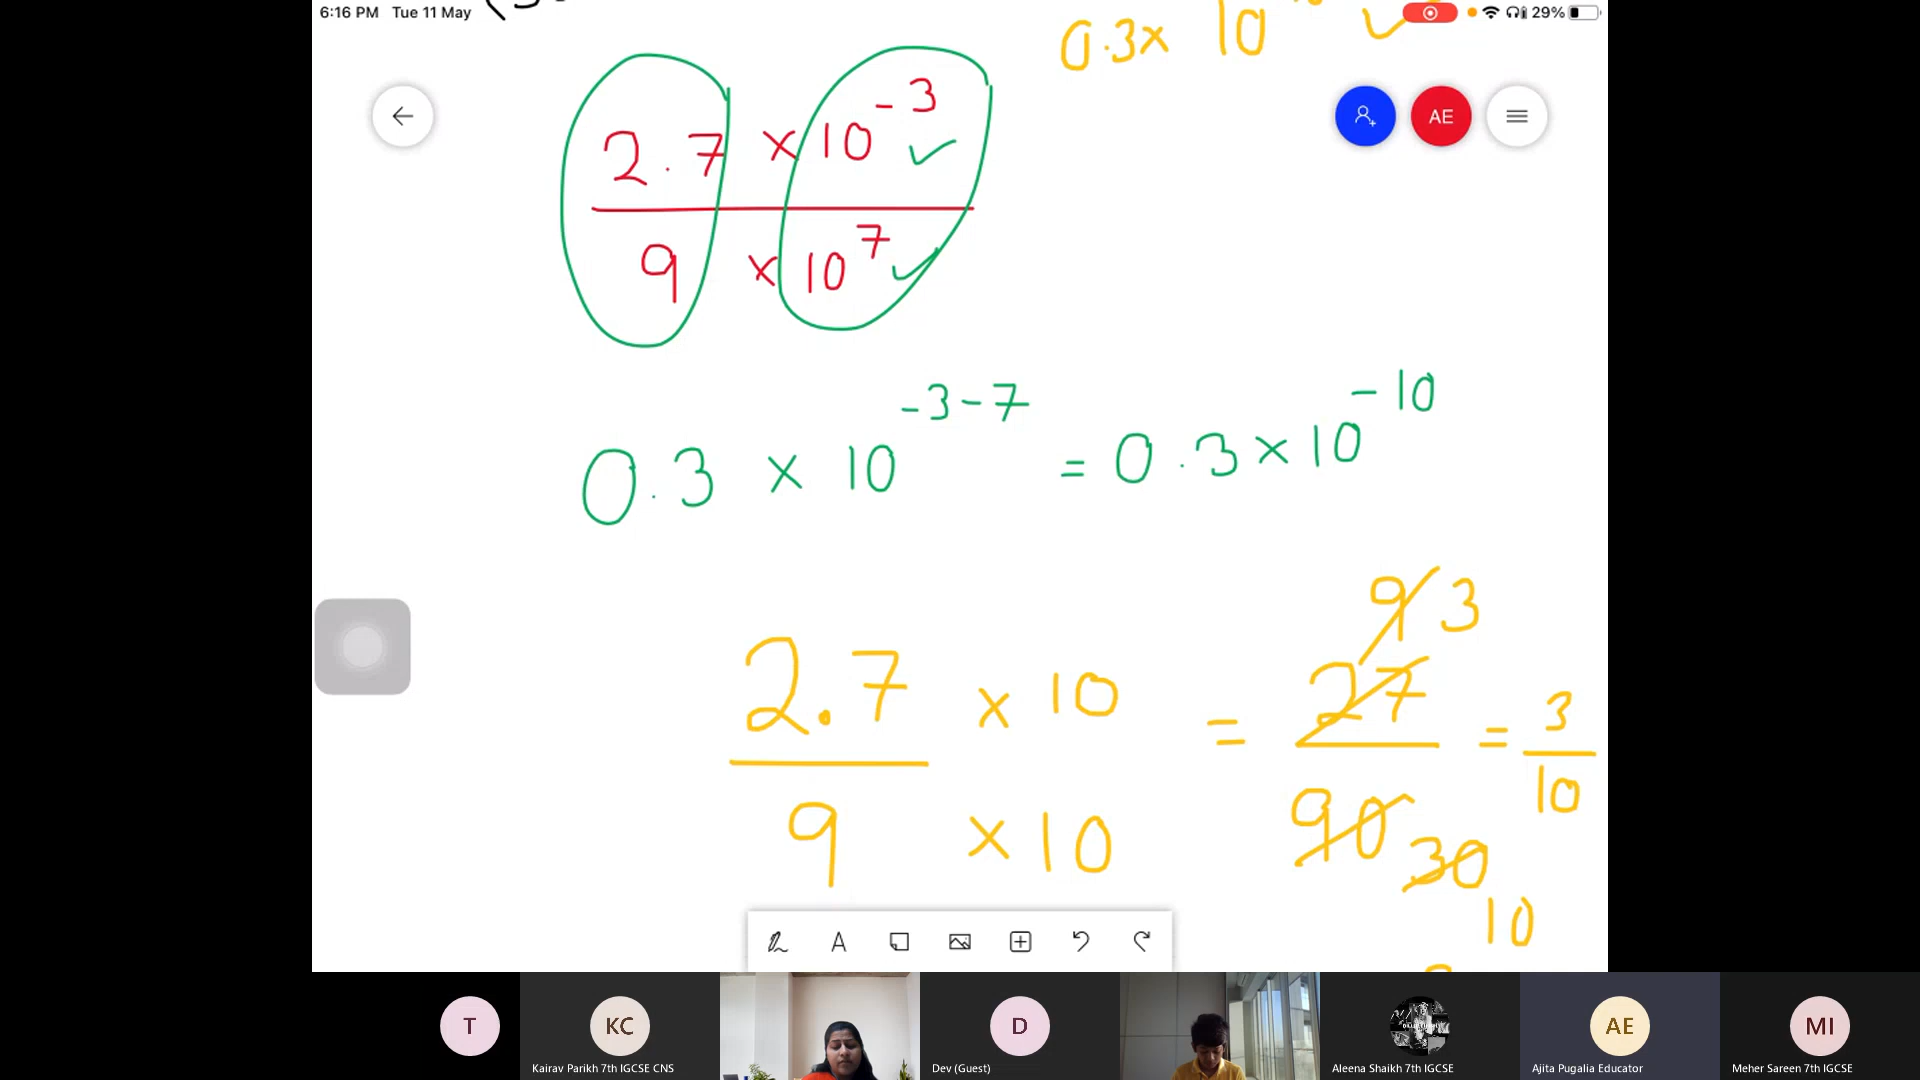 6:16 PM Tue 11 May
29%
0.3 × 10
AE
2.7 × 10^-3 ✓
9 × 10^7 ✓
0.3 × 10^-3-7 = 0.3 × 10^-10
9 3
2.7 × 10 = 27 = 3
9 × 10 90 10
30
10
A
T
KC
D
AE
MI
Kairav Parikh 7th IGCSE CNS
Dev (Guest)
Aleena Shaikh 7th IGCSE
Ajita Pugalia Educator
Meher Sareen 7th IGCSE